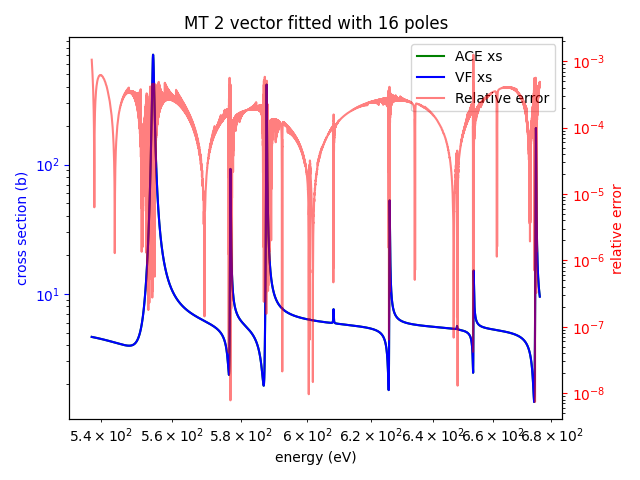 MT 2 vector fitted with 16 poles
ACE xs
VF xs
Relative error
cross section (b)
10²
10¹
relative error
10⁻³
10⁻⁴
10⁻⁵
10⁻⁶
10⁻⁷
10⁻⁸
5.4 × 10² 5.6 × 10² 5.8 × 10² 6 × 10² 6.2 × 10² 6.4 × 10² 6.6 × 10² 6.8 × 10²
energy (eV)